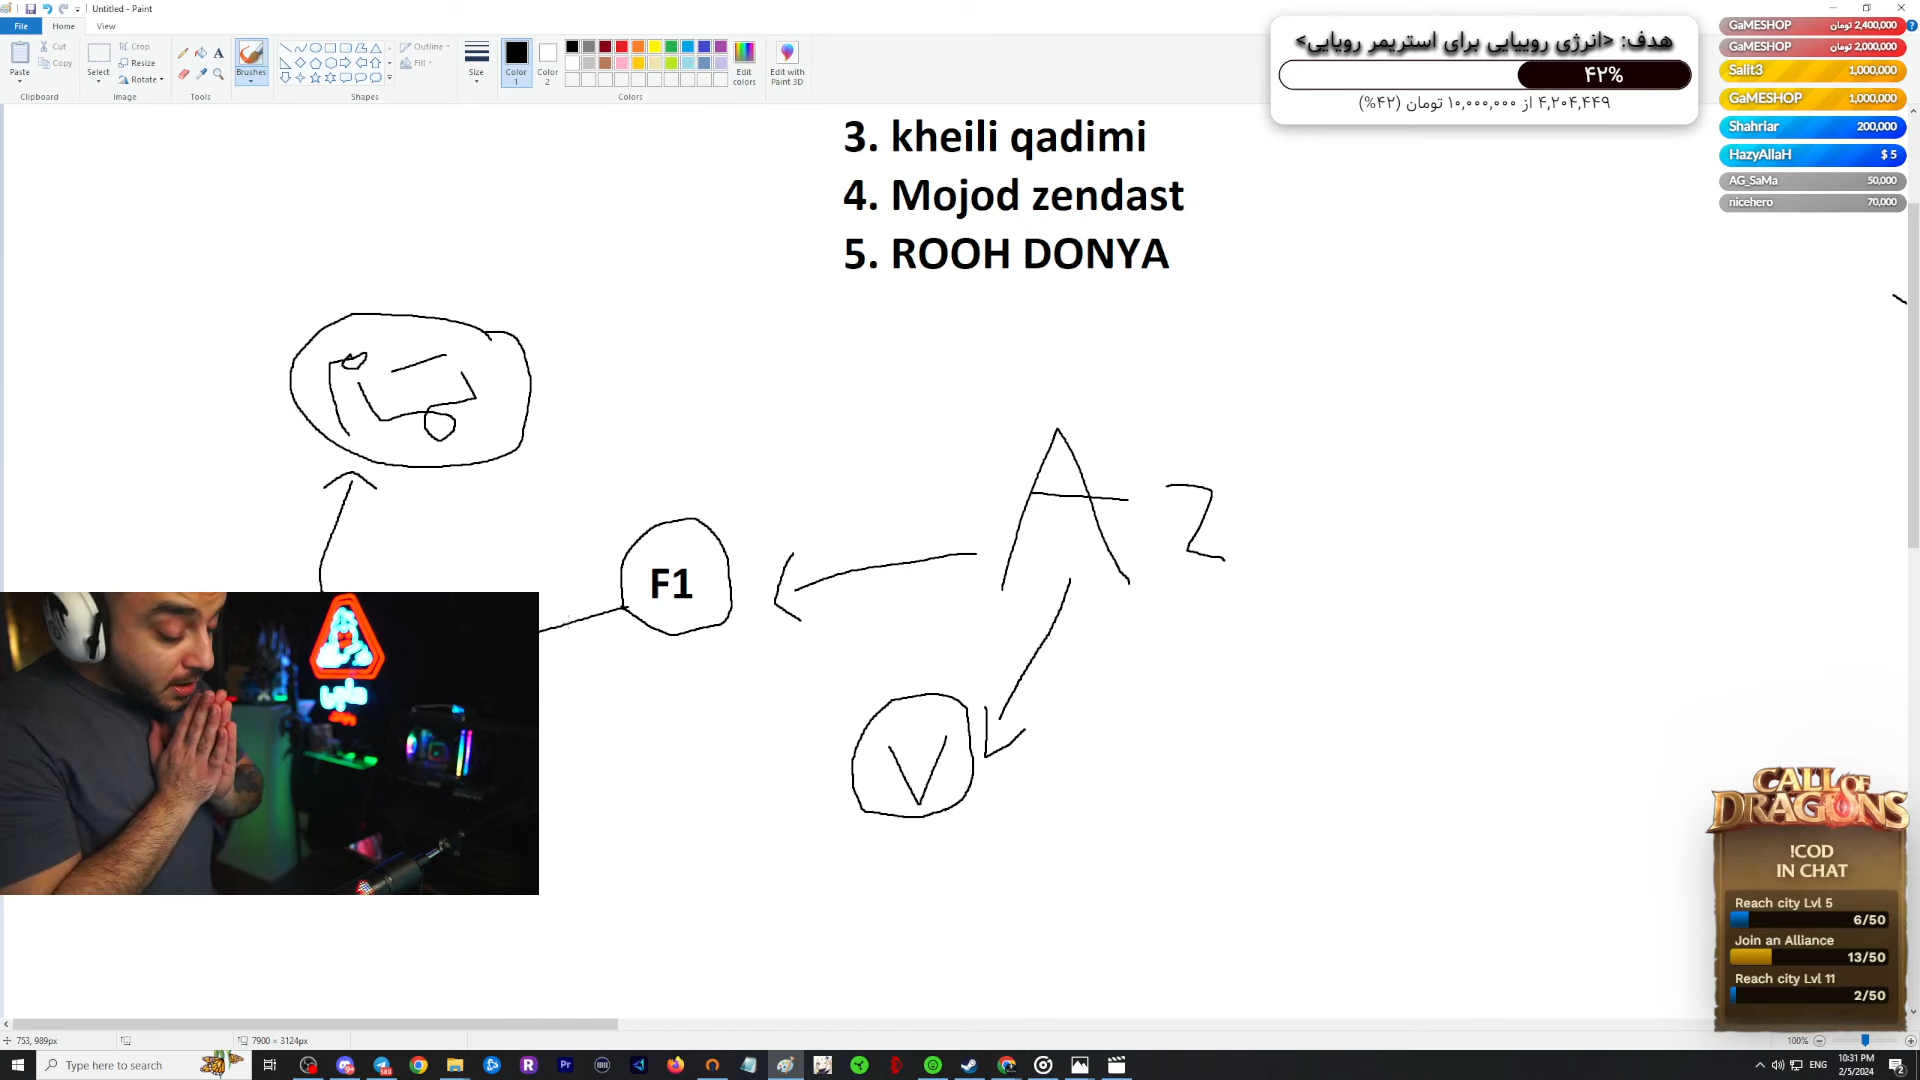 Untitled - Paint
File
Home
View
Paste
Cut
Copy
Clipboard
Select
Crop
Resize
Rotate
Image
Tools
Brushes
Shapes
Outline
Fill
Size
Color 1
Color 2
Edit colors
Colors
Edit with Paint 3D
هدف: <انرژی روییایی برای استریمر رویایی>
۴۲%
۴,۲۰۴,۴۴۹ از ۱۰,۰۰۰,۰۰۰ تومان (۴۲%)
GaMESHOP 2,400,000 تومان
GaMESHOP 2,000,000 تومان
Salit3 1,000,000
GaMESHOP 1,000,000
Shahriar 200,000
HazyAllaH $ 5
AG_SaMa 50,000
nicehero 70,000
3. kheili qadimi
4. Mojod zendast
5. ROOH DONYA
A 2
F1
V
CALL OF DRAGONS
!COD
IN CHAT
Reach city Lvl 5
6/50
Join an Alliance
13/50
Reach city Lvl 11
2/50
753, 989px
7900 × 3124px
100%
Type here to search
ENG
10:31 PM
2/5/2024